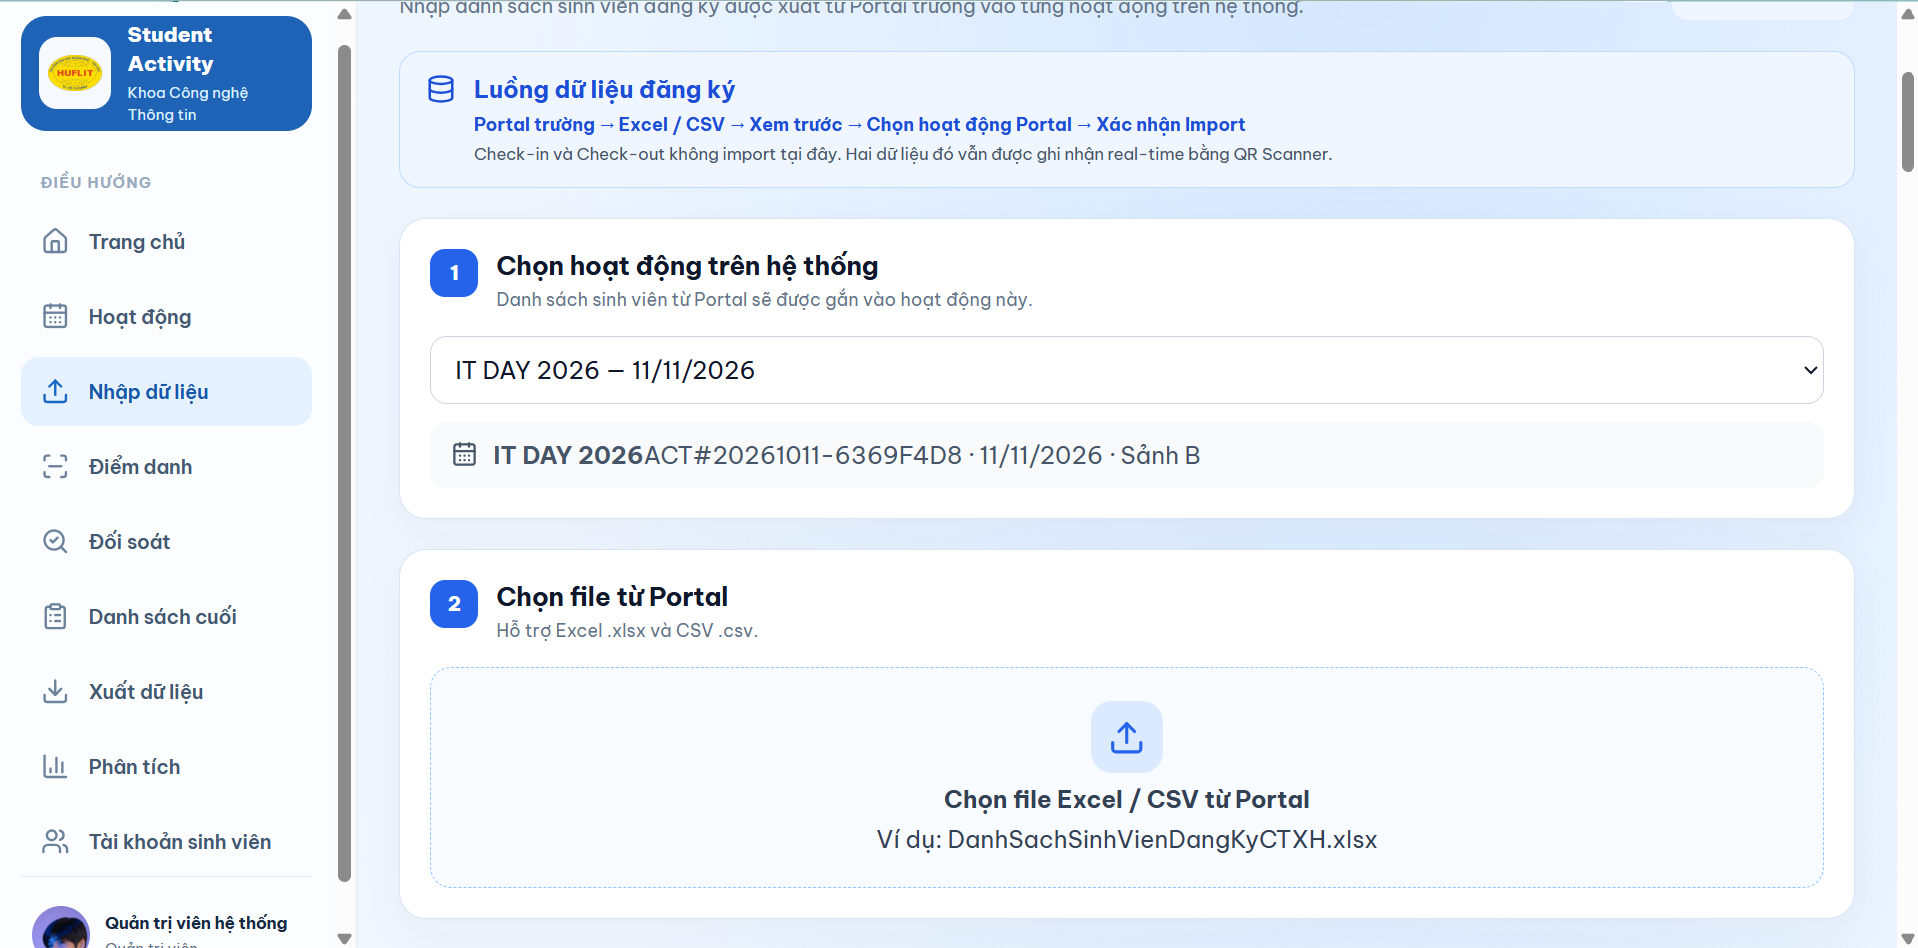 Student
Activity
Khoa Công nghệ
Thông tin
HUFLIT
ĐIỀU HƯỚNG
Trang chủ
Hoạt động
Nhập dữ liệu
Điểm danh
Đối soát
Danh sách cuối
Xuất dữ liệu
Phân tích
Tài khoản sinh viên
Quản trị viên hệ thống
Quản trị viên
Nhập danh sách sinh viên đăng ký được xuất từ Portal trường vào từng hoạt động trên hệ thống.
Luồng dữ liệu đăng ký
Portal trường → Excel / CSV → Xem trước → Chọn hoạt động Portal → Xác nhận Import
Check-in và Check-out không import tại đây. Hai dữ liệu đó vẫn được ghi nhận real-time bằng QR Scanner.
1
Chọn hoạt động trên hệ thống
Danh sách sinh viên từ Portal sẽ được gắn vào hoạt động này.
IT DAY 2026 — 11/11/2026
IT DAY 2026ACT#20261011-6369F4D8 · 11/11/2026 · Sảnh B
2
Chọn file từ Portal
Hỗ trợ Excel .xlsx và CSV .csv.
Chọn file Excel / CSV từ Portal
Ví dụ: DanhSachSinhVienDangKyCTXH.xlsx